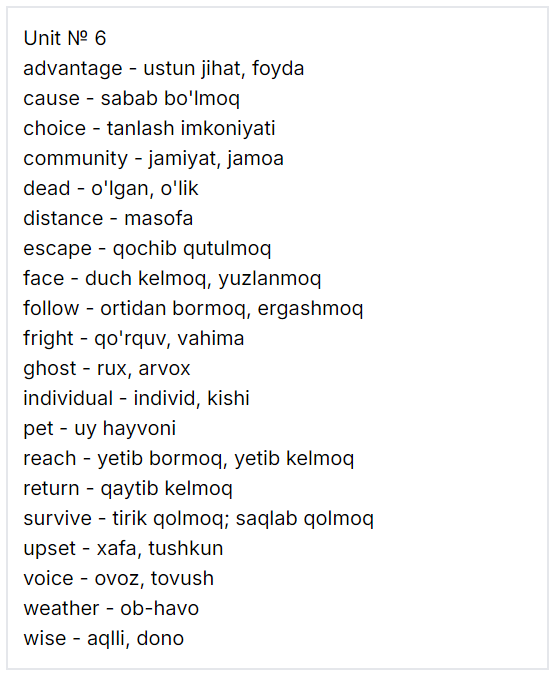 Unit № 6
advantage - ustun jihat, foyda
cause - sabab bo'lmoq
choice - tanlash imkoniyati
community - jamiyat, jamoa
dead - o'lgan, o'lik
distance - masofa
escape - qochib qutulmoq
face - duch kelmoq, yuzlanmoq
follow - ortidan bormoq, ergashmoq
fright - qo'rquv, vahima
ghost - rux, arvox
individual - individ, kishi
pet - uy hayvoni
reach - yetib bormoq, yetib kelmoq
return - qaytib kelmoq
survive - tirik qolmoq; saqlab qolmoq
upset - xafa, tushkun
voice - ovoz, tovush
weather - ob-havo
wise - aqlli, dono